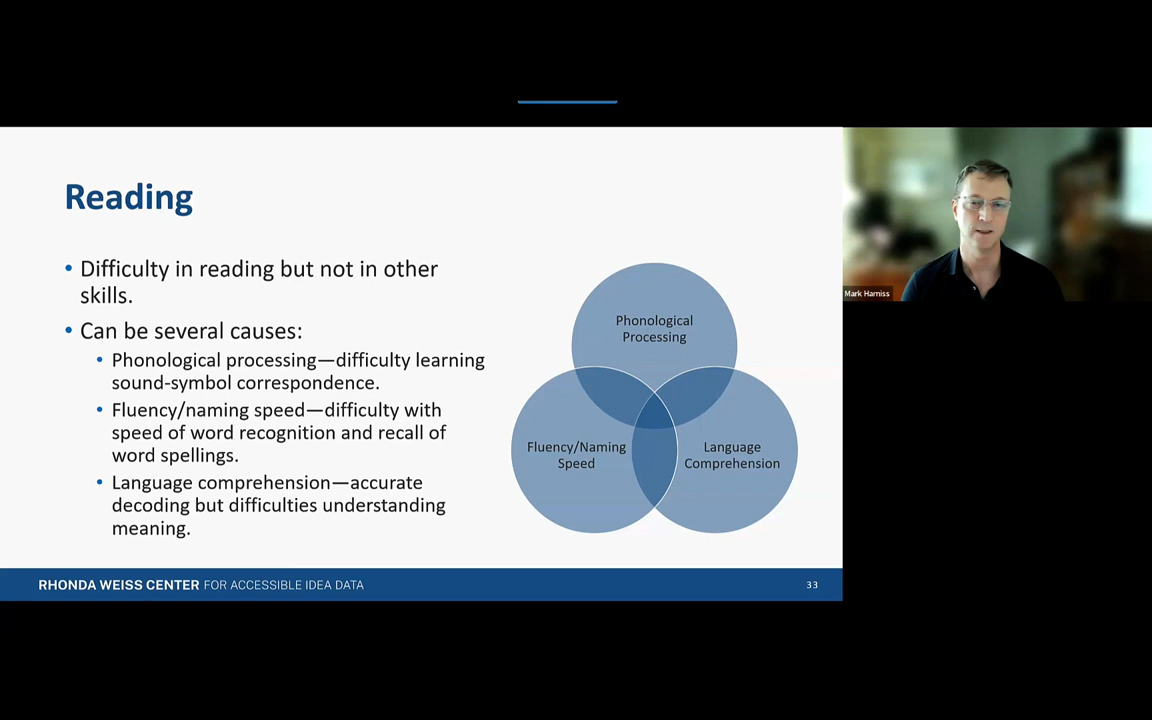 Reading
• Difficulty in reading but not in other
skills.
• Can be several causes:
• Phonological processing—difficulty learning
sound-symbol correspondence.
• Fluency/naming speed—difficulty with
speed of word recognition and recall of
word spellings.
• Language comprehension—accurate
decoding but difficulties understanding
meaning.
Phonological
Processing
Fluency/Naming
Speed
Language
Comprehension
RHONDA WEISS CENTER FOR ACCESSIBLE IDEA DATA
33
Mark Harniss